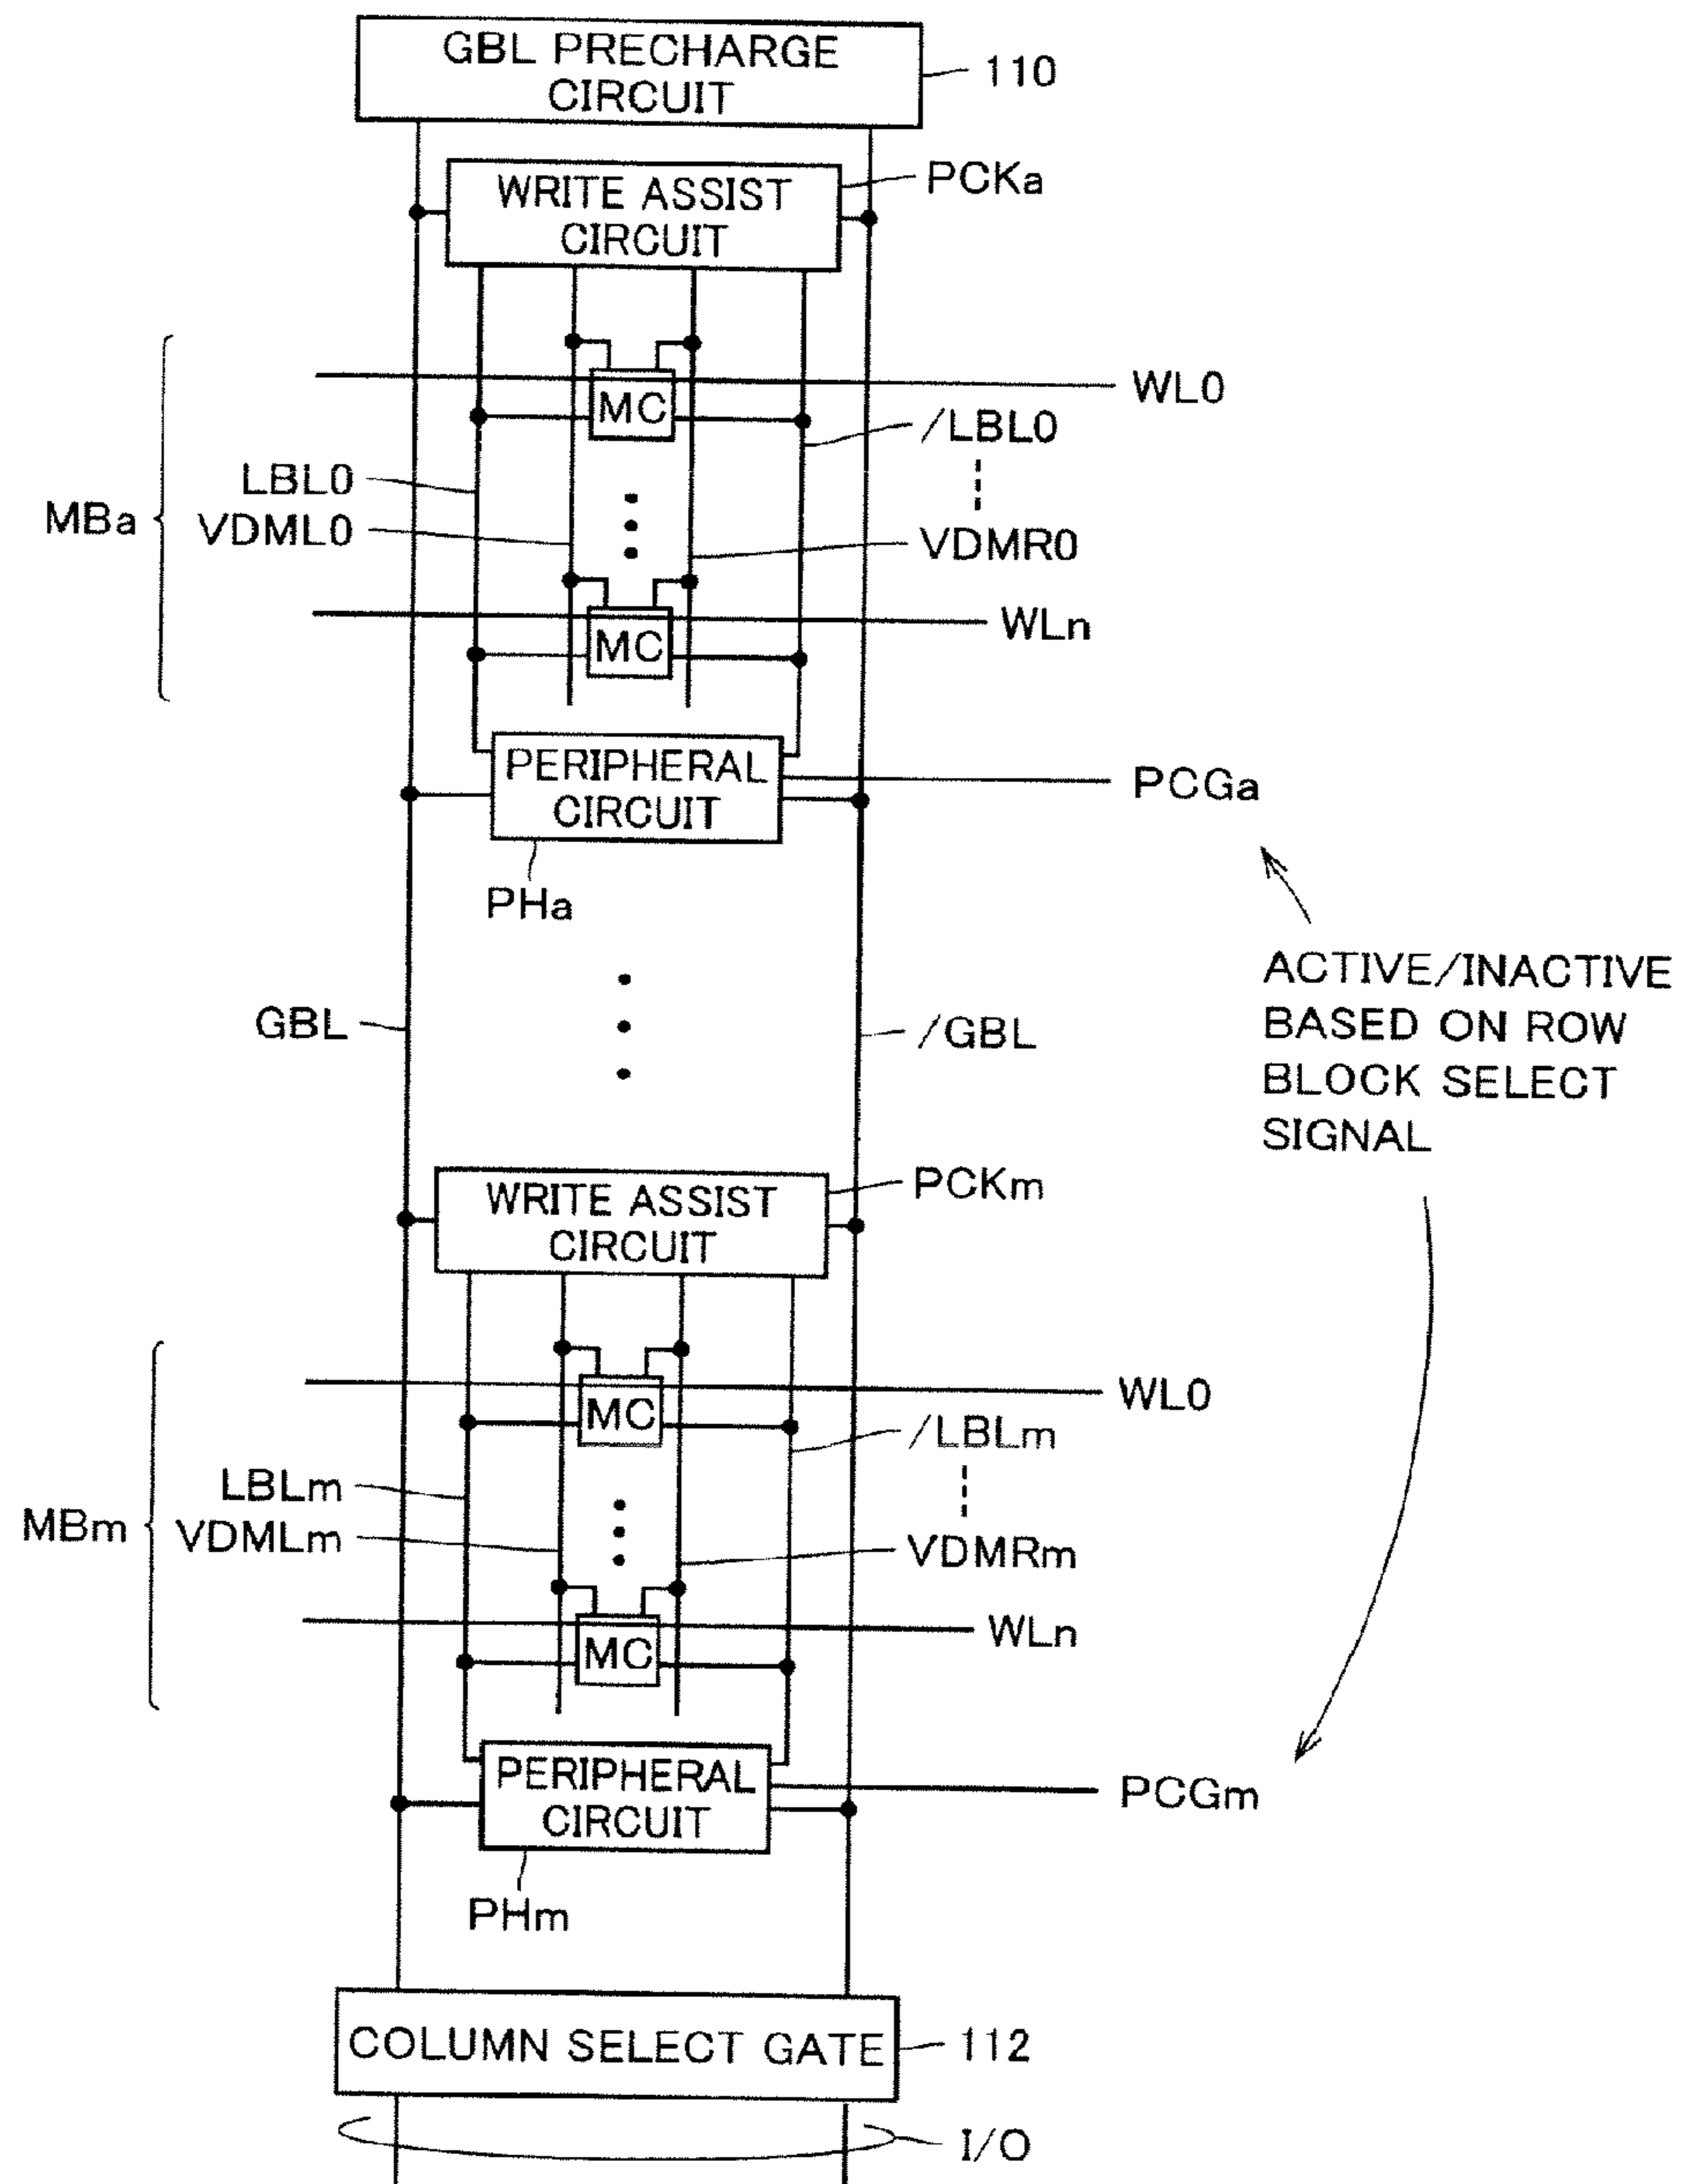 GBL PRECHARGE
CIRCUIT
110
WRITE ASSIST
CIRCUIT
PCKa
WL0
MC
/LBL0
LBL0
MBa
VDML0
VDMR0
WLn
MC
PERIPHERAL
CIRCUIT
PCGa
PHa
ACTIVE/INACTIVE
BASED ON ROW
BLOCK SELECT
SIGNAL
GBL
/GBL
WRITE ASSIST
CIRCUIT
PCKm
WL0
MC
/LBLm
LBLm
MBm
VDMLm
VDMRm
WLn
MC
PERIPHERAL
CIRCUIT
PCGm
PHm
COLUMN SELECT GATE
112
I/O